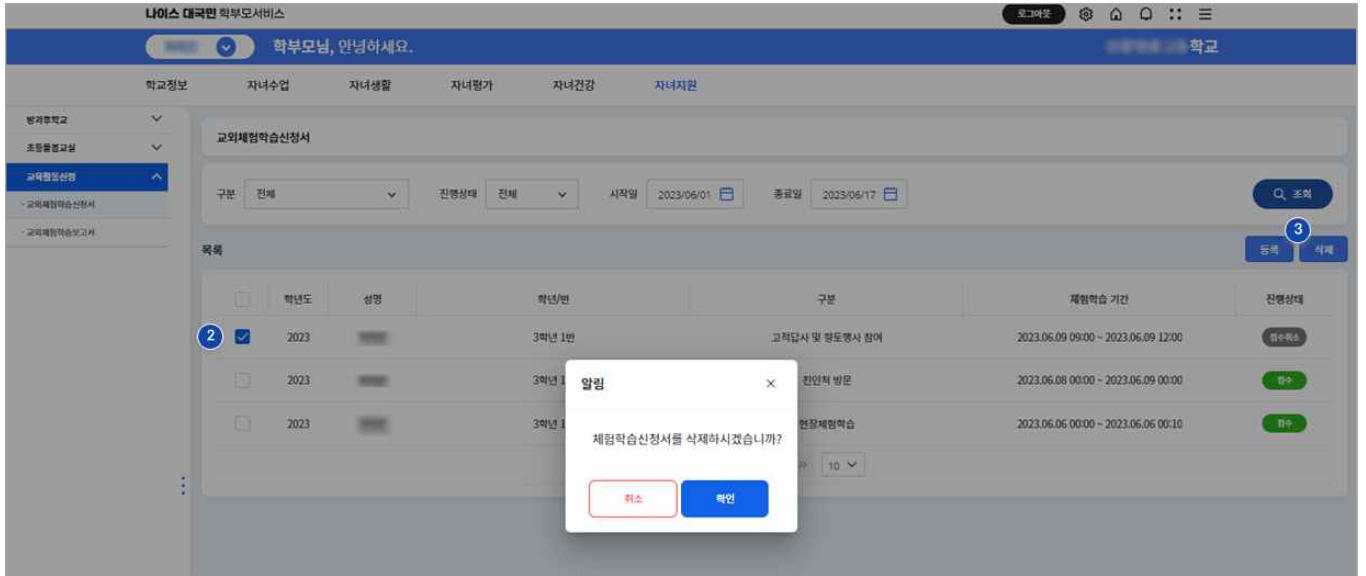 나이스 대국민 학부모서비스 로그아웃
학부모님, 안녕하세요. 학교
학교정보 자녀수업 자녀생활 자녀평가 자녀건강 자녀지원
방과후학교
초등돌봄교실
교육활동신청
- 교외체험학습신청서
- 교외체험학습보고서
교외체험학습신청서
구분 전체 진행상태 전체 시작일 2023/06/01 종료일 2023/06/17 조회
3
목록 등록 삭제
학년도 성명 학년/반 구분 체험학습 기간 진행상태
2 2023 3학년 1반 고적답사 및 향토행사 참여 2023.06.09 09:00 ~ 2023.06.09 12:00 접수취소
2023 3학년 1 친인척 방문 2023.06.08 00:00 ~ 2023.06.09 00:00 접수
2023 3학년 1 현장체험학습 2023.06.06 00:00 ~ 2023.06.06 00:10 접수
» 10
알림 ×
체험학습신청서를 삭제하시겠습니까?
취소 확인